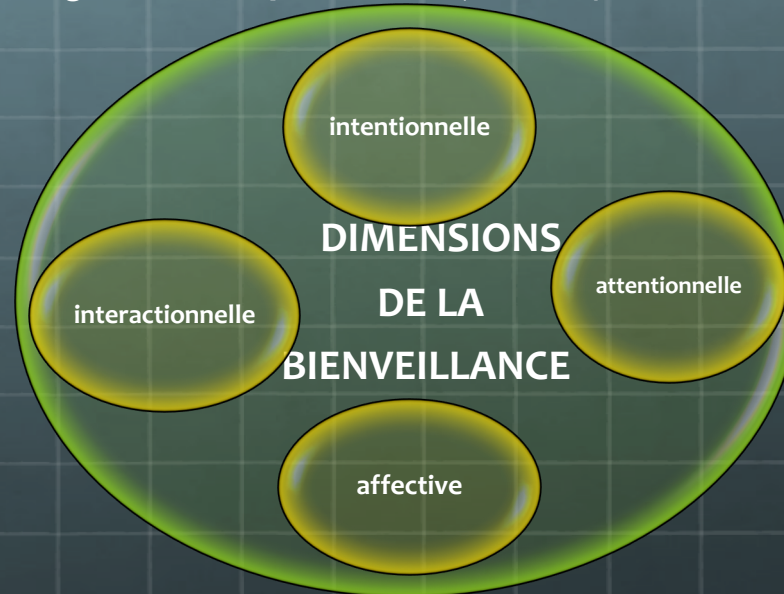 intentionnelle
DIMENSIONS
DE LA
BIENVEILLANCE
attentionnelle
interactionnelle
affective